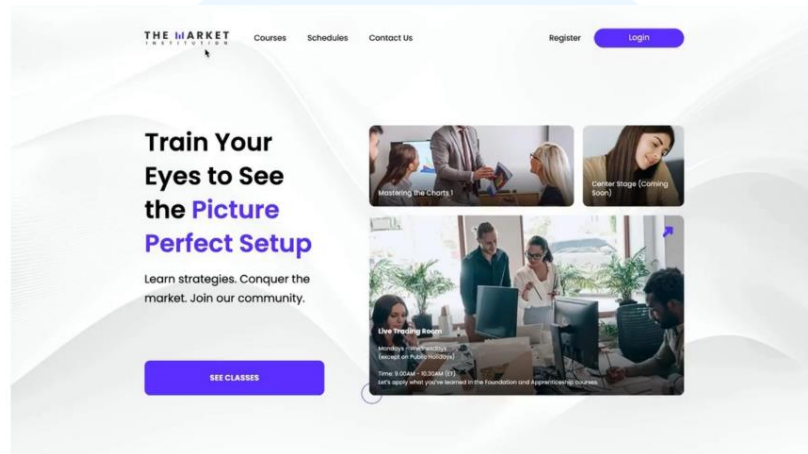 THE MARKET
INSTITUTION
Courses
Schedules
Contact Us
Register
Login
Train Your
Eyes to See
the Picture
Perfect Setup
Learn strategies. Conquer the
market. Join our community.
SEE CLASSES
Mastering the Charts 1
Center Stage (Coming
Soon)
Live Trading Room
Mondays - Wednesdays
(except on Public Holidays)
Time: 9:00AM - 10:30AM (ET)
Let's apply what you've learned in the Foundation and Apprenticeship courses.